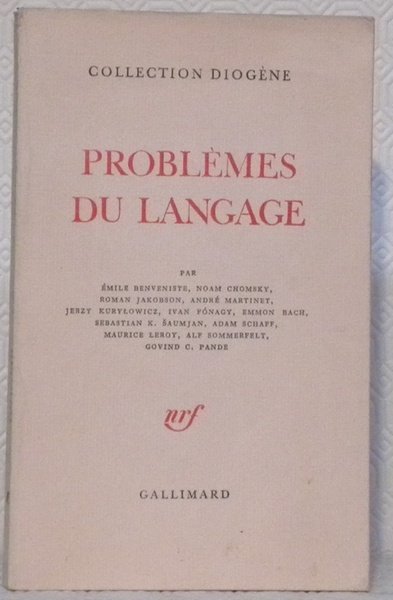 COLLECTION DIOGÈNE
PROBLÈMES
DU LANGAGE
PAR
ÉMILE BENVENISTE, NOAM CHOMSKY,
ROMAN JAKOBSON, ANDRÉ MARTINET,
JERZY KURYŁOWICZ, IVAN FÓNAGY, EMMON BACH,
SEBASTIAN K. ŠAUMJAN, ADAM SCHAFF,
MAURICE LEROY, ALF SOMMERFELT,
GOVIND C. PANDE
nrf
GALLIMARD